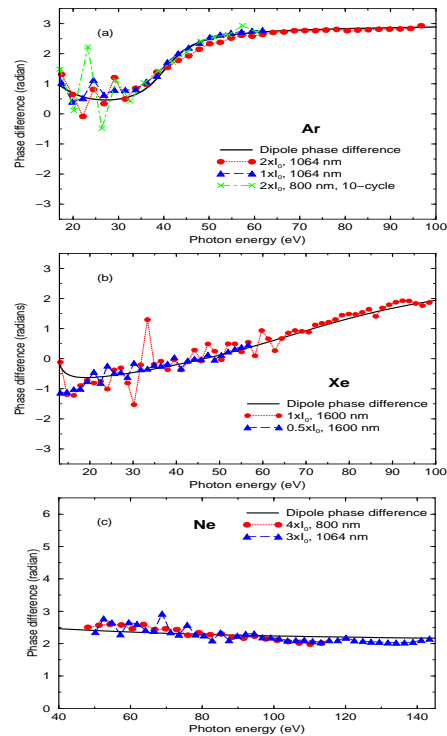 (a)
3
2
1
0
−1
−2
−3
Phase difference (radian)
Ar
Dipole phase difference
2xI₀, 1064 nm
1xI₀, 1064 nm
2xI₀, 800 nm, 10−cycle
20 30 40 50 60 70 80 90 100
Photon energy (eV)
(b)
3
2
1
0
−1
−2
−3
Phase difference (radians)
Xe
Dipole phase difference
1xI₀, 1600 nm
0.5xI₀, 1600 nm
20 30 40 50 60 70 80 90 100
Photon energy (eV)
(c)
Ne
Dipole phase difference
4xI₀, 800 nm
3xI₀, 1064 nm
6
5
4
3
2
1
0
Phase difference (radian)
40 60 80 100 120 140
Photon energy (eV)